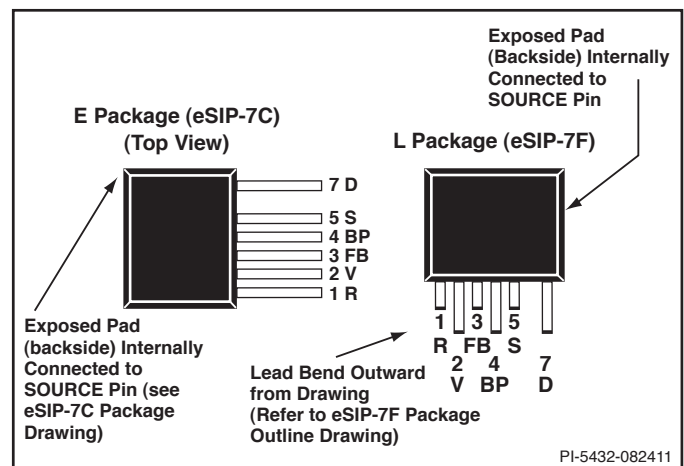 Exposed Pad
(Backside) Internally
Connected to
SOURCE Pin
E Package (eSIP-7C)
(Top View)
L Package (eSIP-7F)
7 D
5 S
4 BP
3 FB
2 V
1 R
Exposed Pad
(backside) Internally
Connected to
SOURCE Pin (see
eSIP-7C Package
Drawing)
1 3 5
R FB S
2 4 7
V BP D
Lead Bend Outward
from Drawing
(Refer to eSIP-7F Package
Outline Drawing)
PI-5432-082411